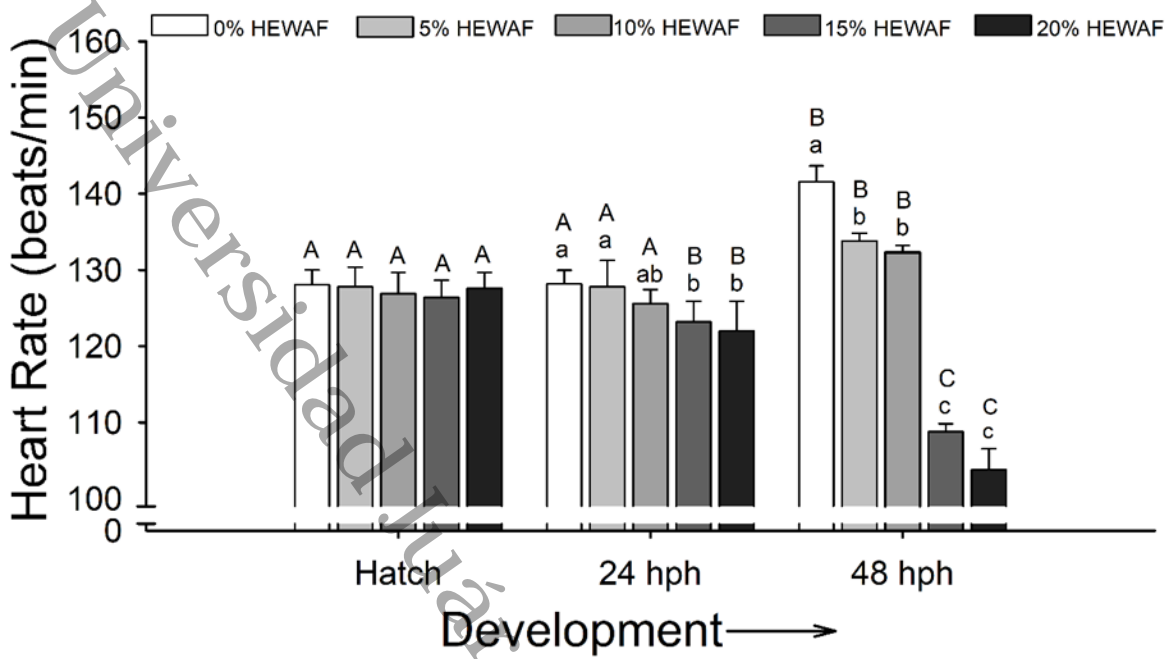 0% HEWAF 5% HEWAF 10% HEWAF 15% HEWAF 20% HEWAF
Heart Rate (beats/min)
160
150
140
130
120
110
100
0
A A A A A
A A A B B
a a ab b b
B B B C C
a b b c c
Hatch 24 hph 48 hph
Development
Universidad Juár